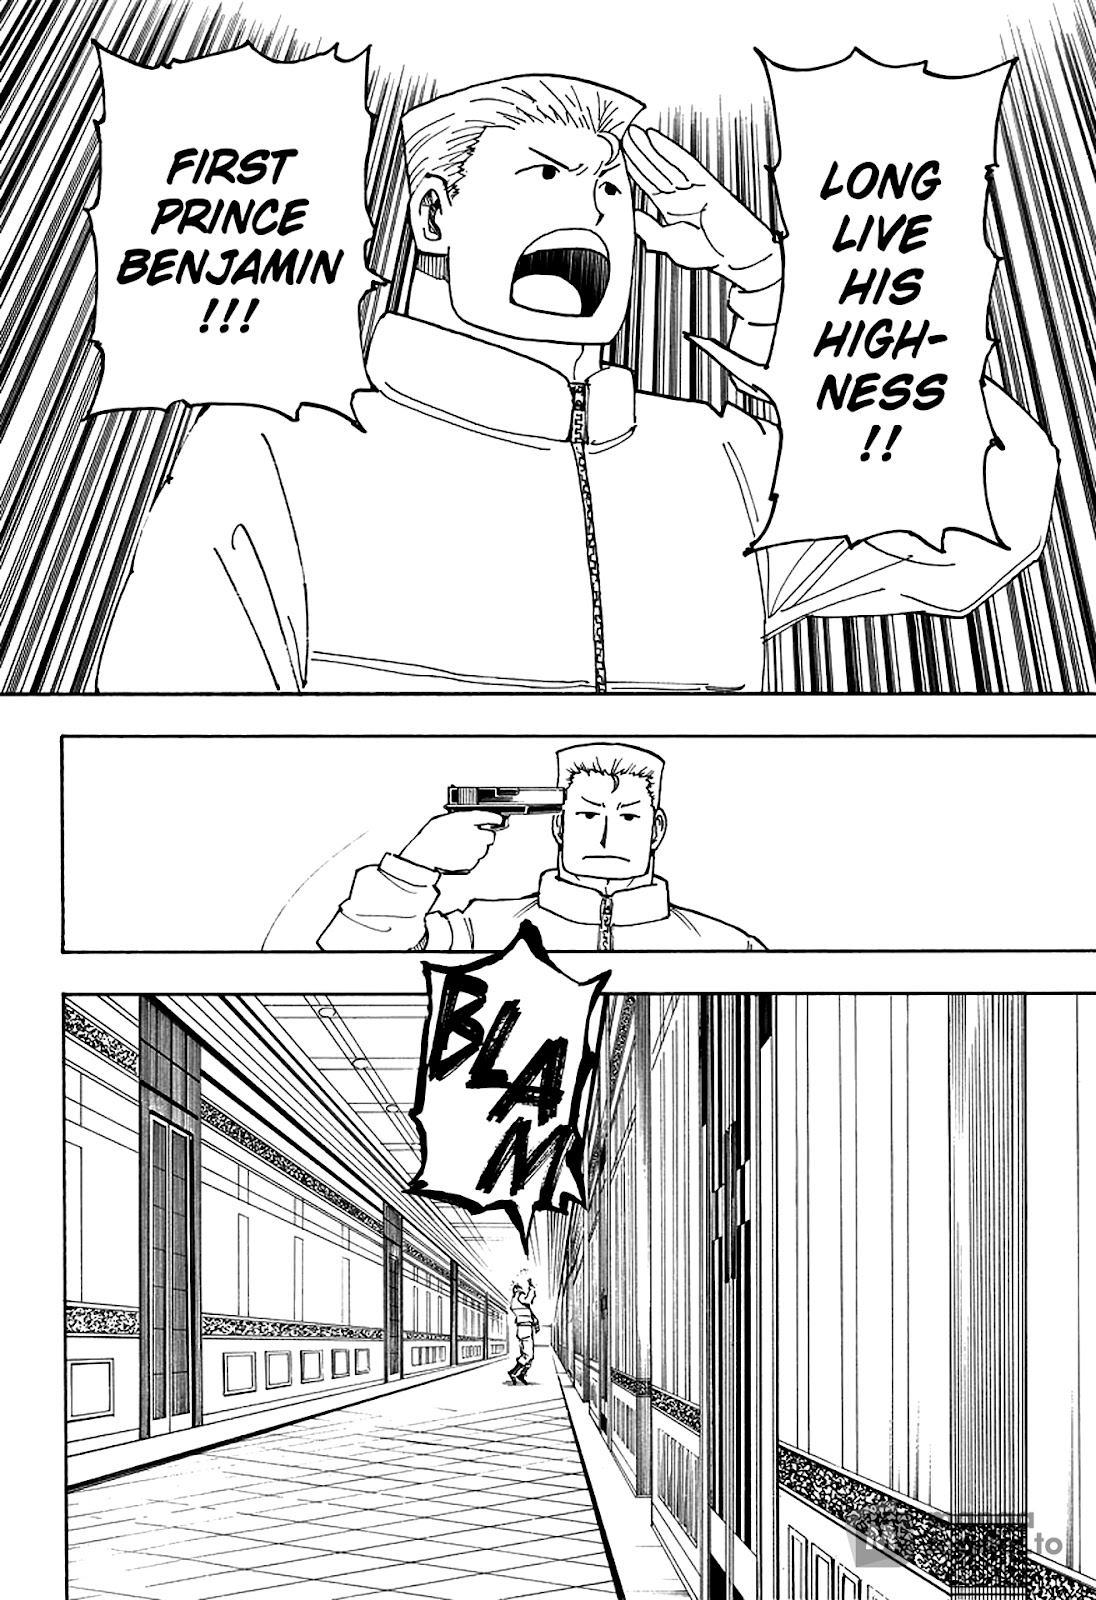 LONG
LIVE
HIS
HIGH-
NESS
!!
FIRST
PRINCE
BENJAMIN
!!!
BLAM